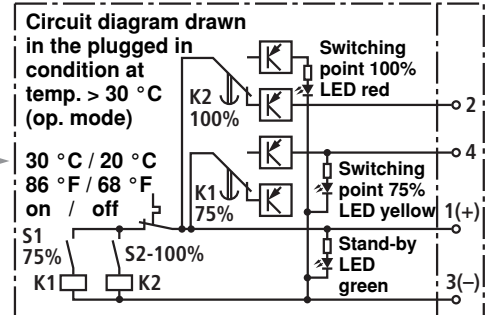 Circuit diagram drawn
in the plugged in
condition at
temp. > 30 °C
(op. mode)
30 °C / 20 °C
86 °F / 68 °F
on / off
S1
75%
K1
S2-100%
K2
K2
100%
K1
75%
Switching
point 100%
LED red
2
4
Switching
point 75%
LED yellow
1(+)
Stand-by
LED
green
3(–)